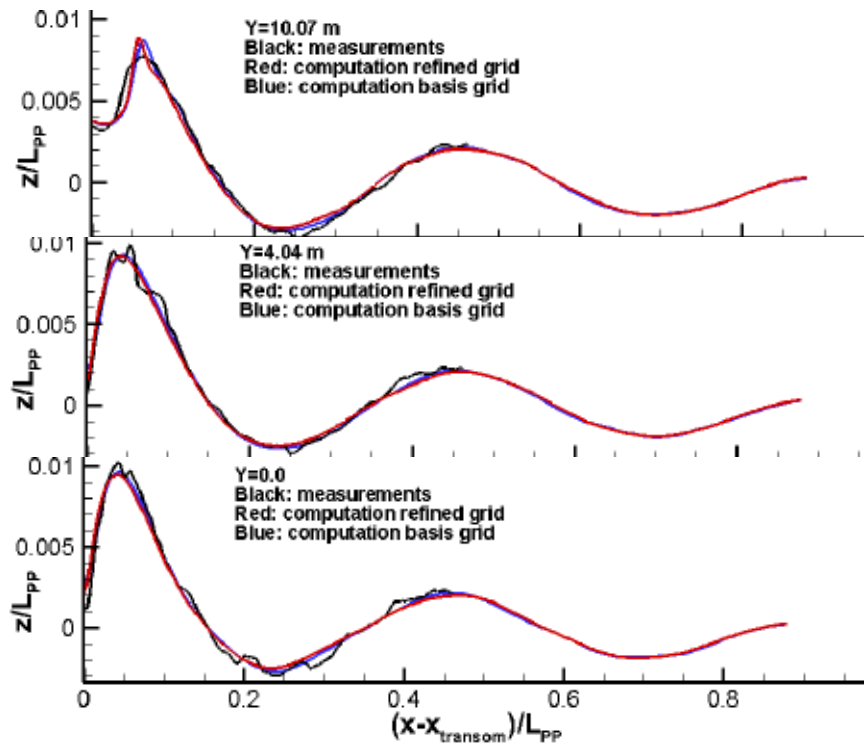 0.01
Y=10.07 m
Black: measurements
Red: computation refined grid
Blue: computation basis grid
0.005
z/L_PP
0
0.01
Y=4.04 m
Black: measurements
Red: computation refined grid
Blue: computation basis grid
0.005
z/L_PP
0
0.01
Y=0.0
Black: measurements
Red: computation refined grid
Blue: computation basis grid
0.005
z/L_PP
0
0 0.2 0.4 0.6 0.8
(x-x_transom)/L_PP